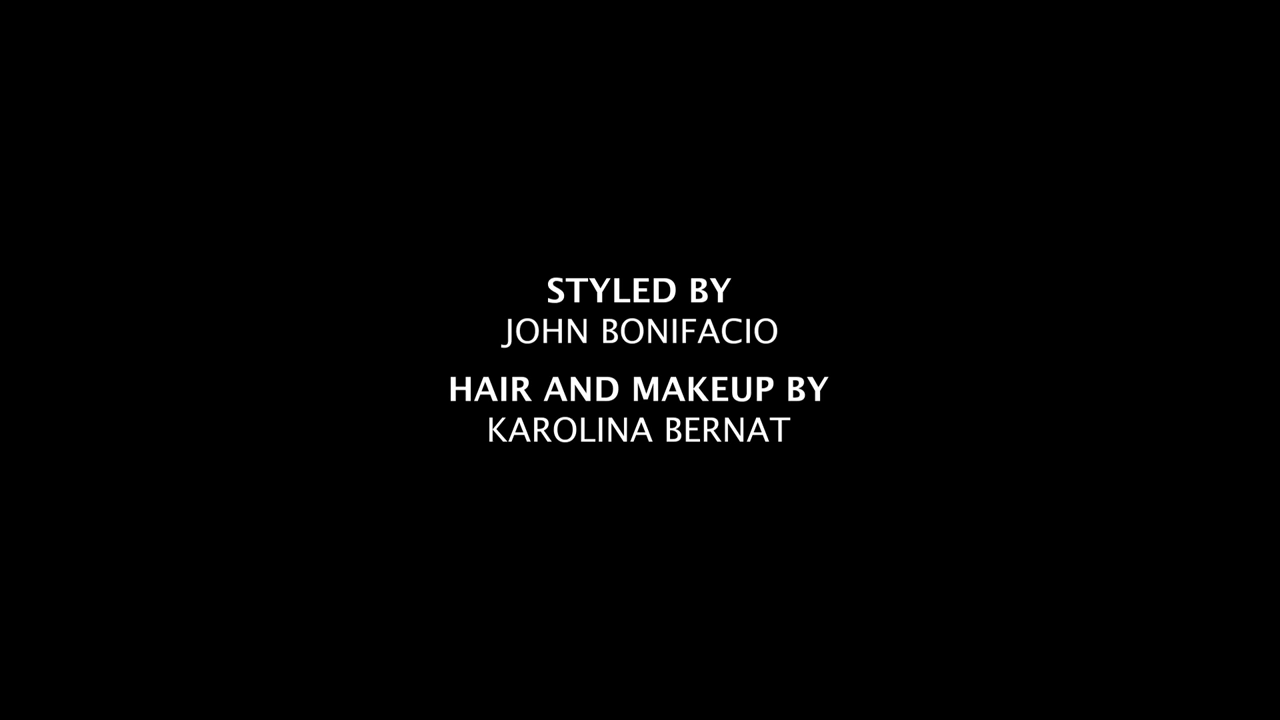 STYLED BY
JOHN BONIFACIO
HAIR AND MAKEUP BY
KAROLINA BERNAT